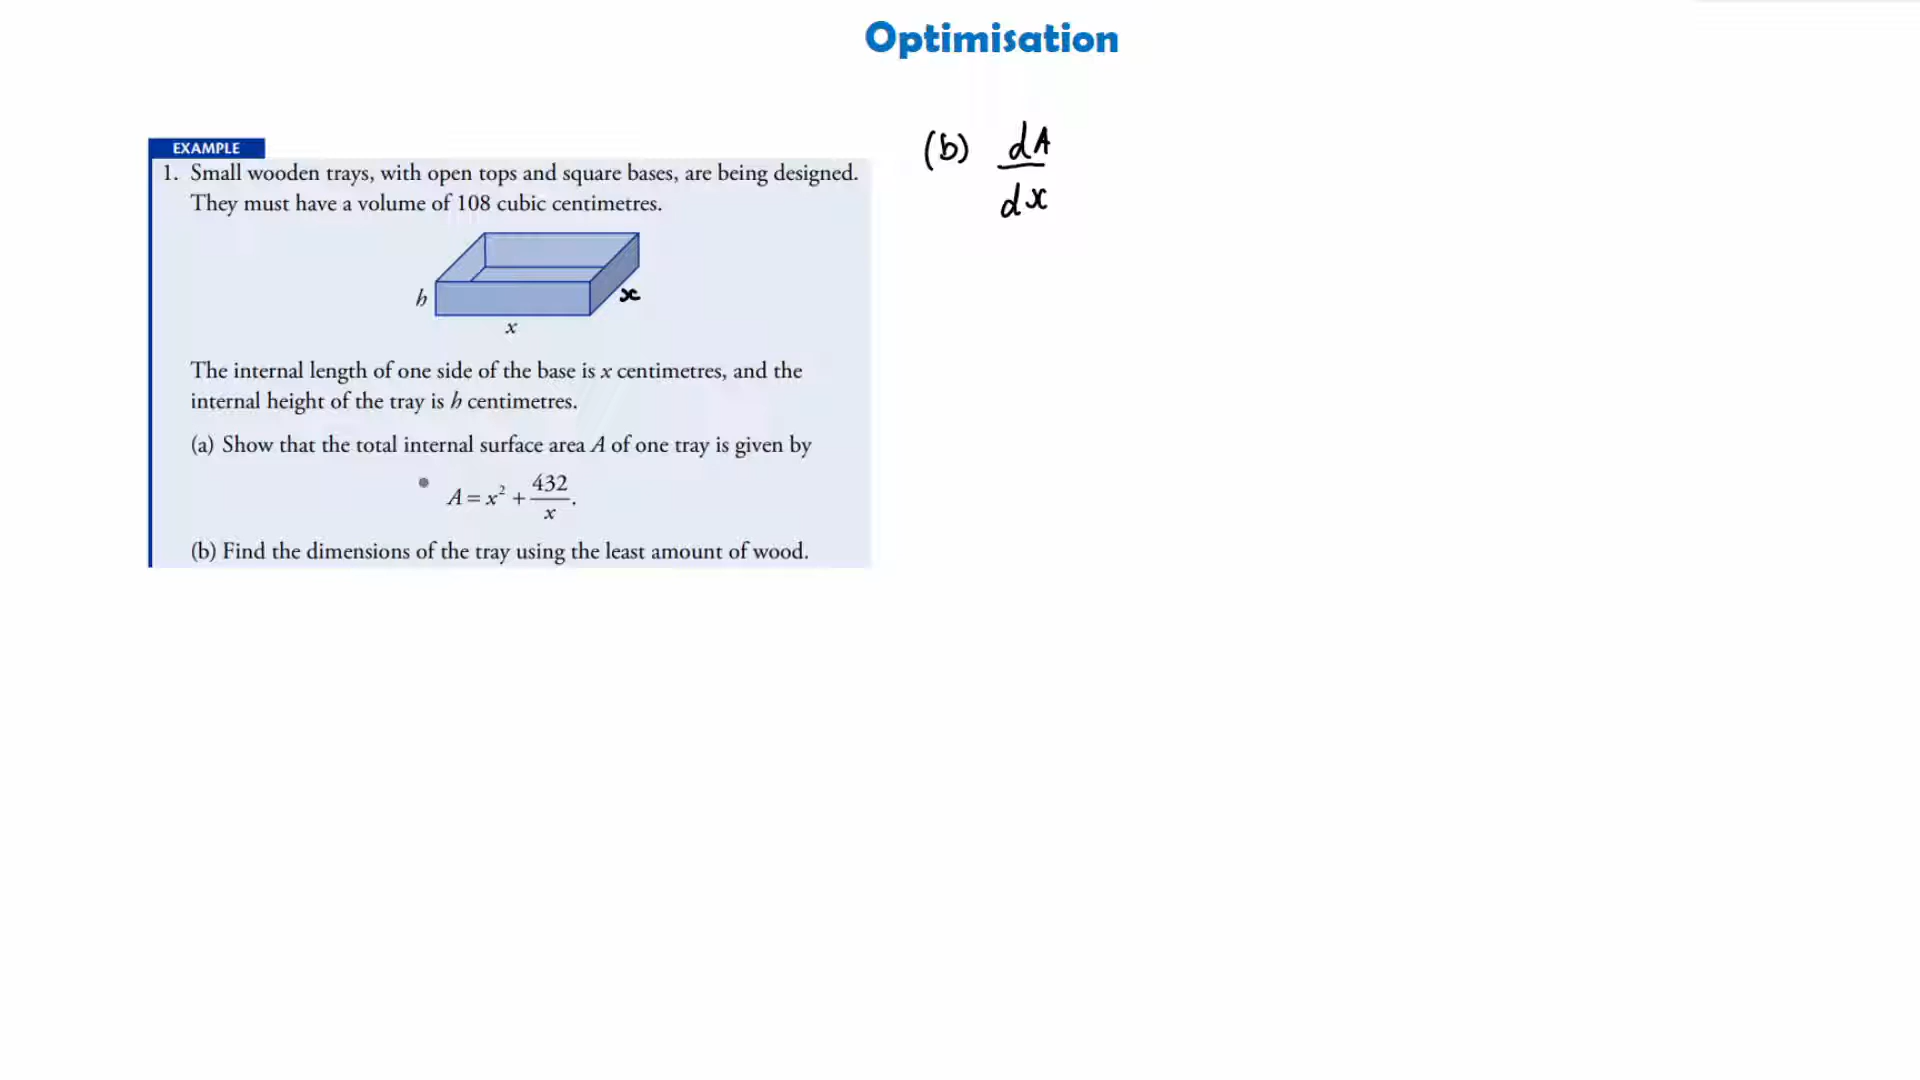 Optimisation
EXAMPLE
1. Small wooden trays, with open tops and square bases, are being designed.
They must have a volume of 108 cubic centimetres.
h
x
x
The internal length of one side of the base is x centimetres, and the
internal height of the tray is h centimetres.
(a) Show that the total internal surface area A of one tray is given by
A = x² + 432/x.
(b) Find the dimensions of the tray using the least amount of wood.
(b) dA
dx